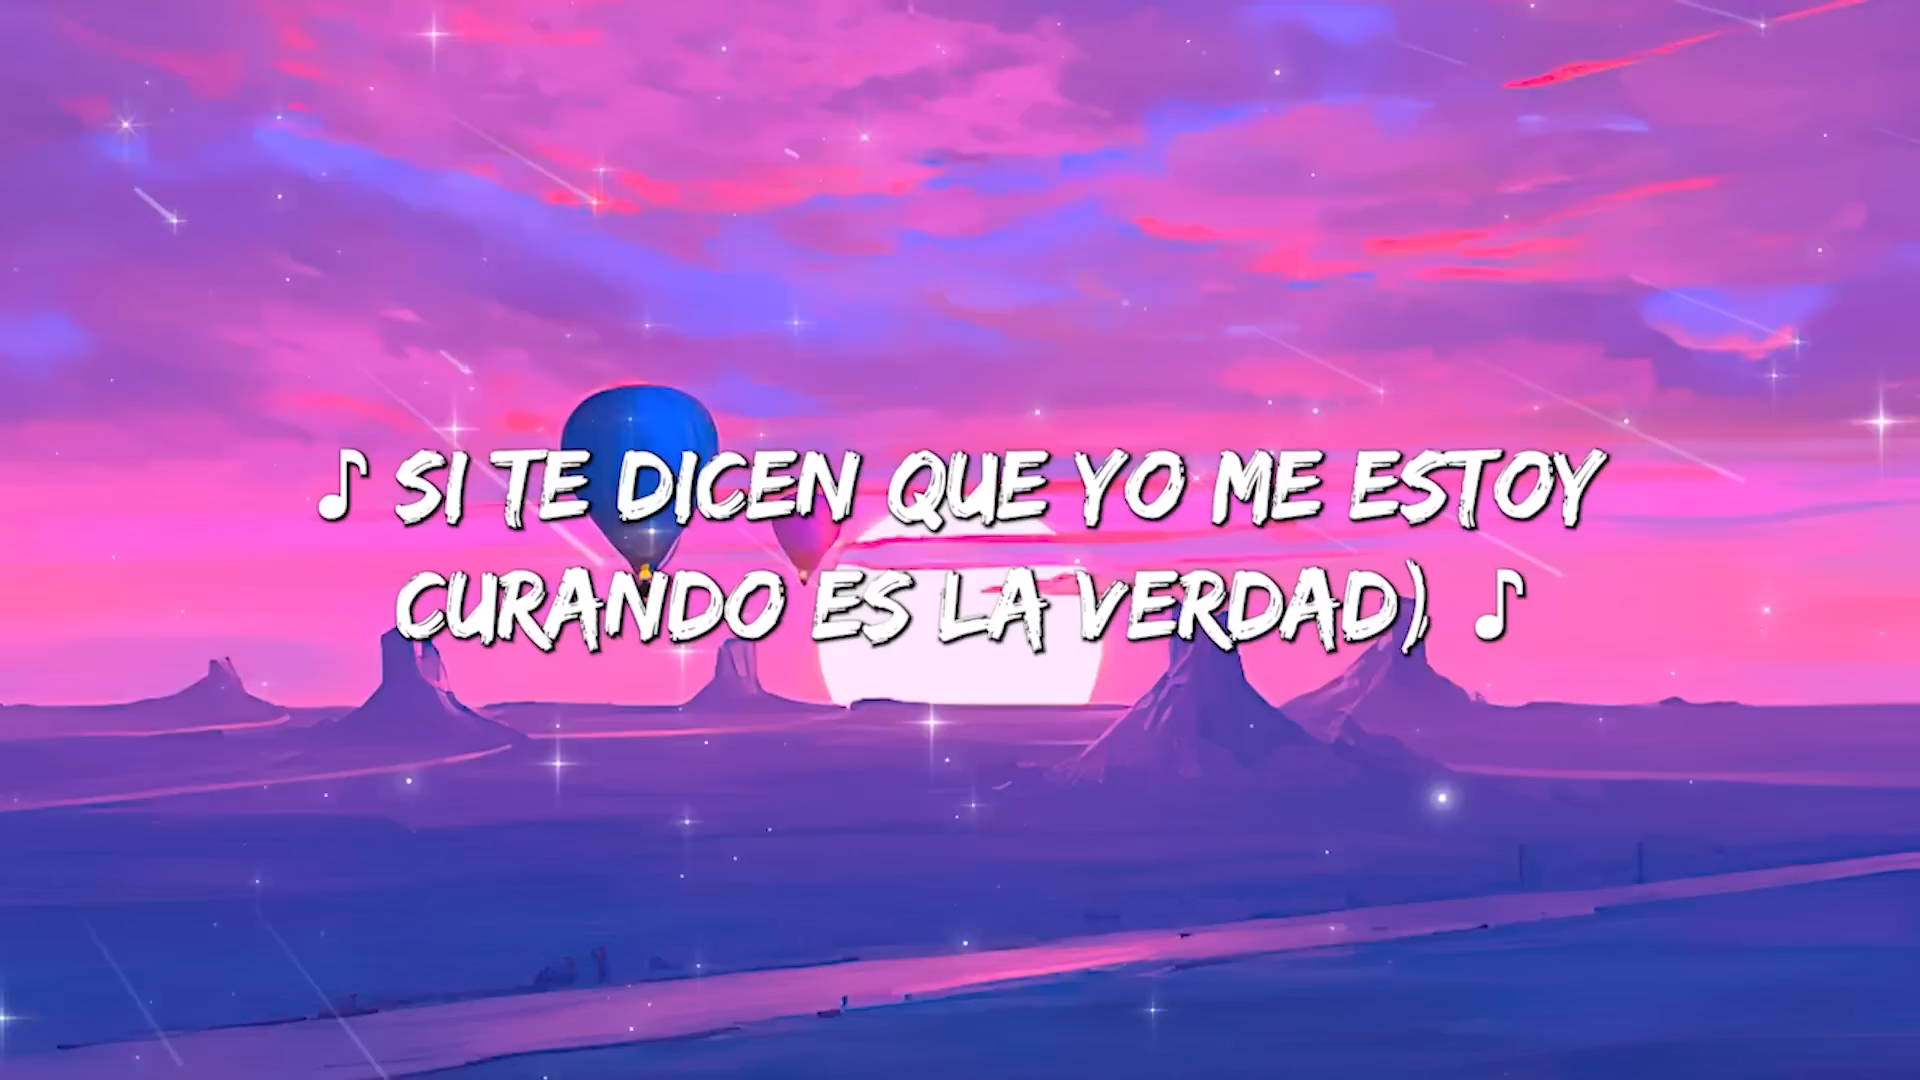 ♪ SI TE DICEN QUE YO ME ESTOY
CURANDO ES LA VERDAD) ♪